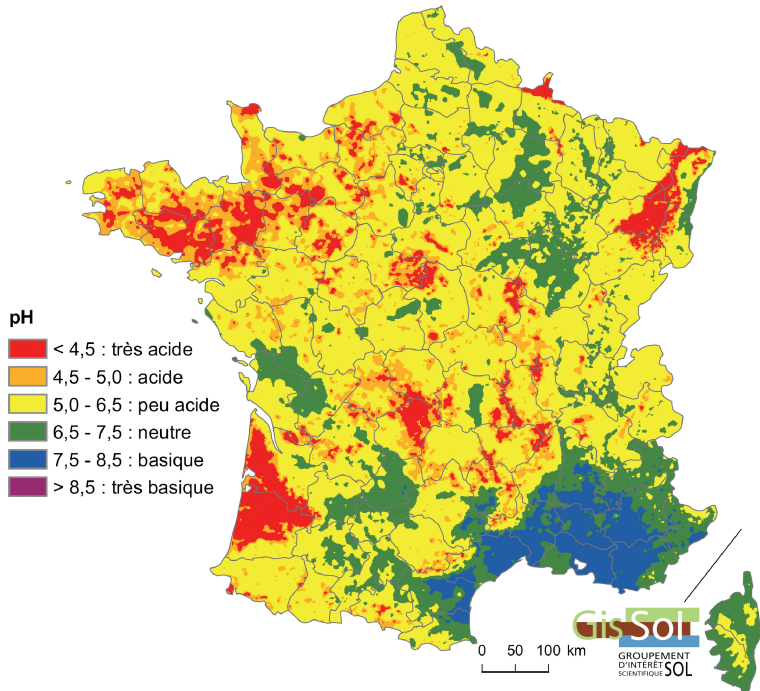 pH
< 4,5 : très acide
4,5 - 5,0 : acide
5,0 - 6,5 : peu acide
6,5 - 7,5 : neutre
7,5 - 8,5 : basique
> 8,5 : très basique
0 50 100 km
GisSol
GROUPEMENT
D'INTÉRÊT
SCIENTIFIQUE SOL